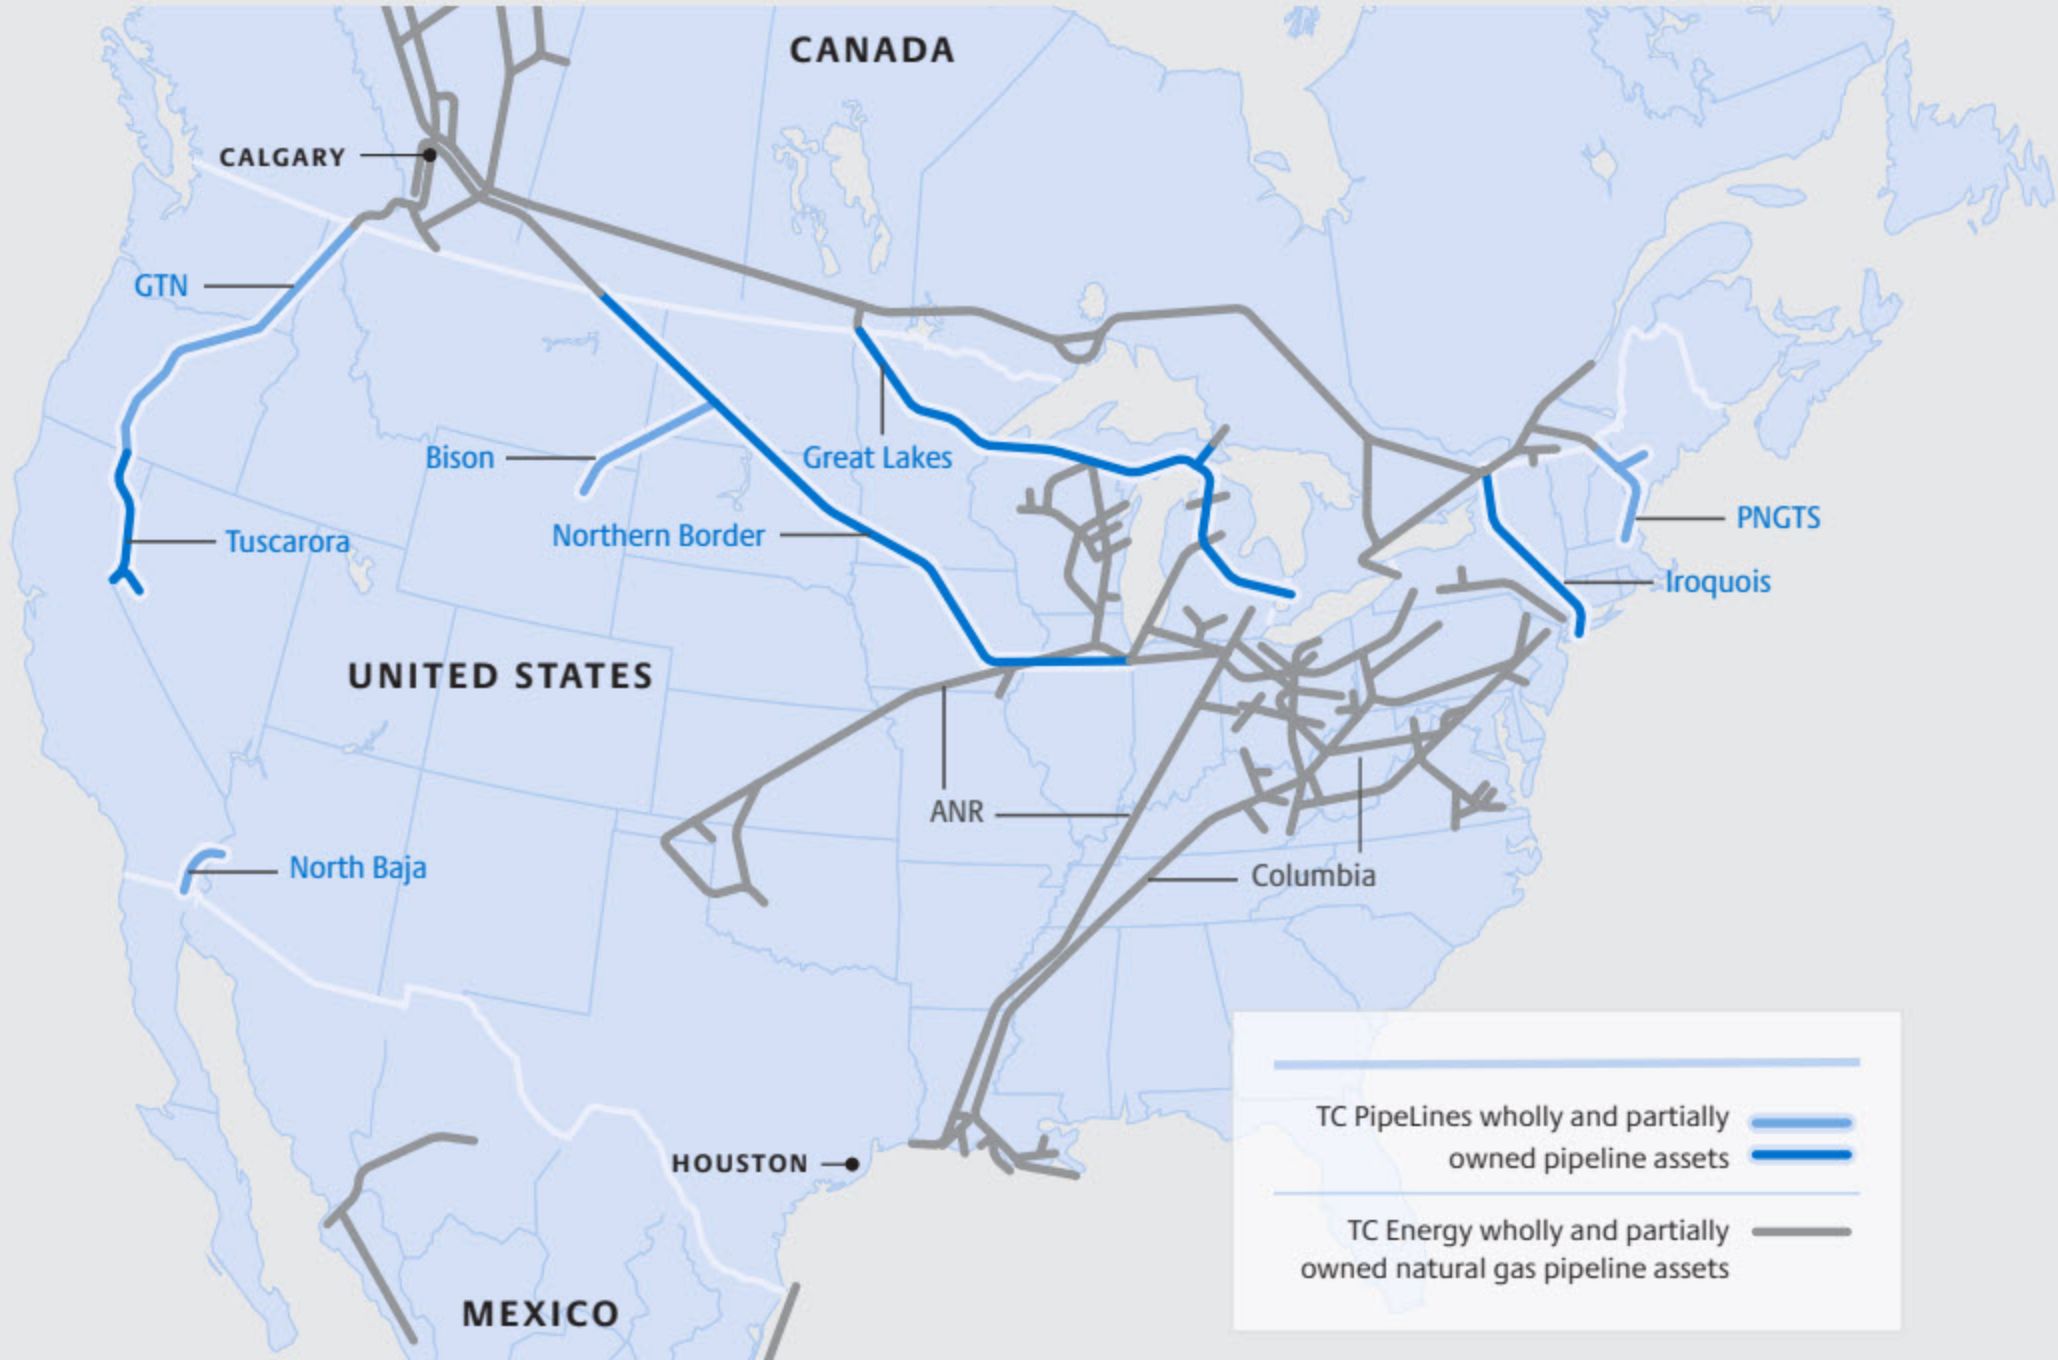 CANADA
CALGARY
GTN
Bison
Great Lakes
PNGTS
Northern Border
Tuscarora
Iroquois
UNITED STATES
ANR
North Baja
Columbia
TC PipeLines wholly and partially
owned pipeline assets
HOUSTON
TC Energy wholly and partially
owned natural gas pipeline assets
MEXICO